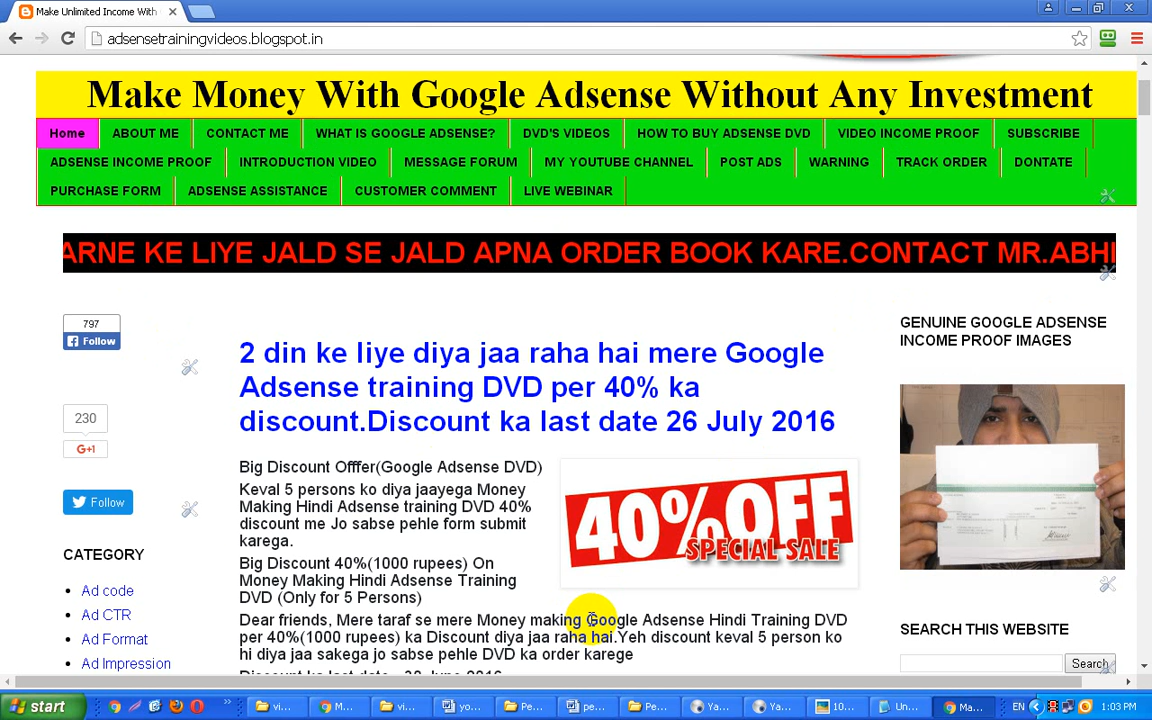 Make Unlimited Income With
adsensetrainingvideos.blogspot.in
Make Money With Google Adsense Without Any Investment
Home ABOUT ME CONTACT ME WHAT IS GOOGLE ADSENSE? DVD'S VIDEOS HOW TO BUY ADSENSE DVD VIDEO INCOME PROOF SUBSCRIBE
ADSENSE INCOME PROOF INTRODUCTION VIDEO MESSAGE FORUM MY YOUTUBE CHANNEL POST ADS WARNING TRACK ORDER DONTATE
PURCHASE FORM ADSENSE ASSISTANCE CUSTOMER COMMENT LIVE WEBINAR
ARNE KE LIYE JALD SE JALD APNA ORDER BOOK KARE.CONTACT MR.ABHI
797
Follow
230
G+1
Follow
CATEGORY
Ad code
Ad CTR
Ad Format
Ad Impression
2 din ke liye diya jaa raha hai mere Google
Adsense training DVD per 40% ka
discount.Discount ka last date 26 July 2016
Big Discount Offfer(Google Adsense DVD)
Keval 5 persons ko diya jaayega Money
Making Hindi Adsense training DVD 40%
discount me Jo sabse pehle form submit
karega.
Big Discount 40%(1000 rupees) On
Money Making Hindi Adsense Training
DVD (Only for 5 Persons)
40% OFF
SPECIAL SALE
Dear friends, Mere taraf se mere Money making Google Adsense Hindi Training DVD
per 40%(1000 rupees) ka Discount diya jaa raha hai.Yeh discount keval 5 person ko
hi diya jaa sakega jo sabse pehle DVD ka order karege
GENUINE GOOGLE ADSENSE
INCOME PROOF IMAGES
SEARCH THIS WEBSITE
Search
start
vi...
M...
vi...
yo...
Pe...
pe...
Pe...
Ya...
Ya...
10...
Un...
Ma...
EN
1:03 PM